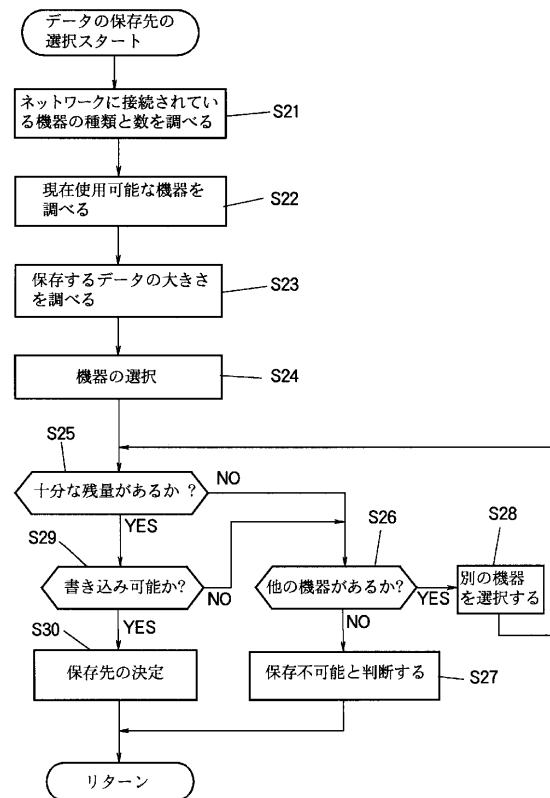 データの保存先の
選択スタート
ネットワークに接続されてい
る機器の種類と数を調べる
S21
現在使用可能な機器を
調べる
S22
保存するデータの大きさ
を調べる
S23
機器の選択
S24
S25
十分な残量があるか ?
NO
YES
S26
S28
S29
書き込み可能か?
NO
他の機器があるか?
YES
別の機器
を選択する
YES
NO
S30
保存先の決定
保存不可能と判断する
S27
リターン